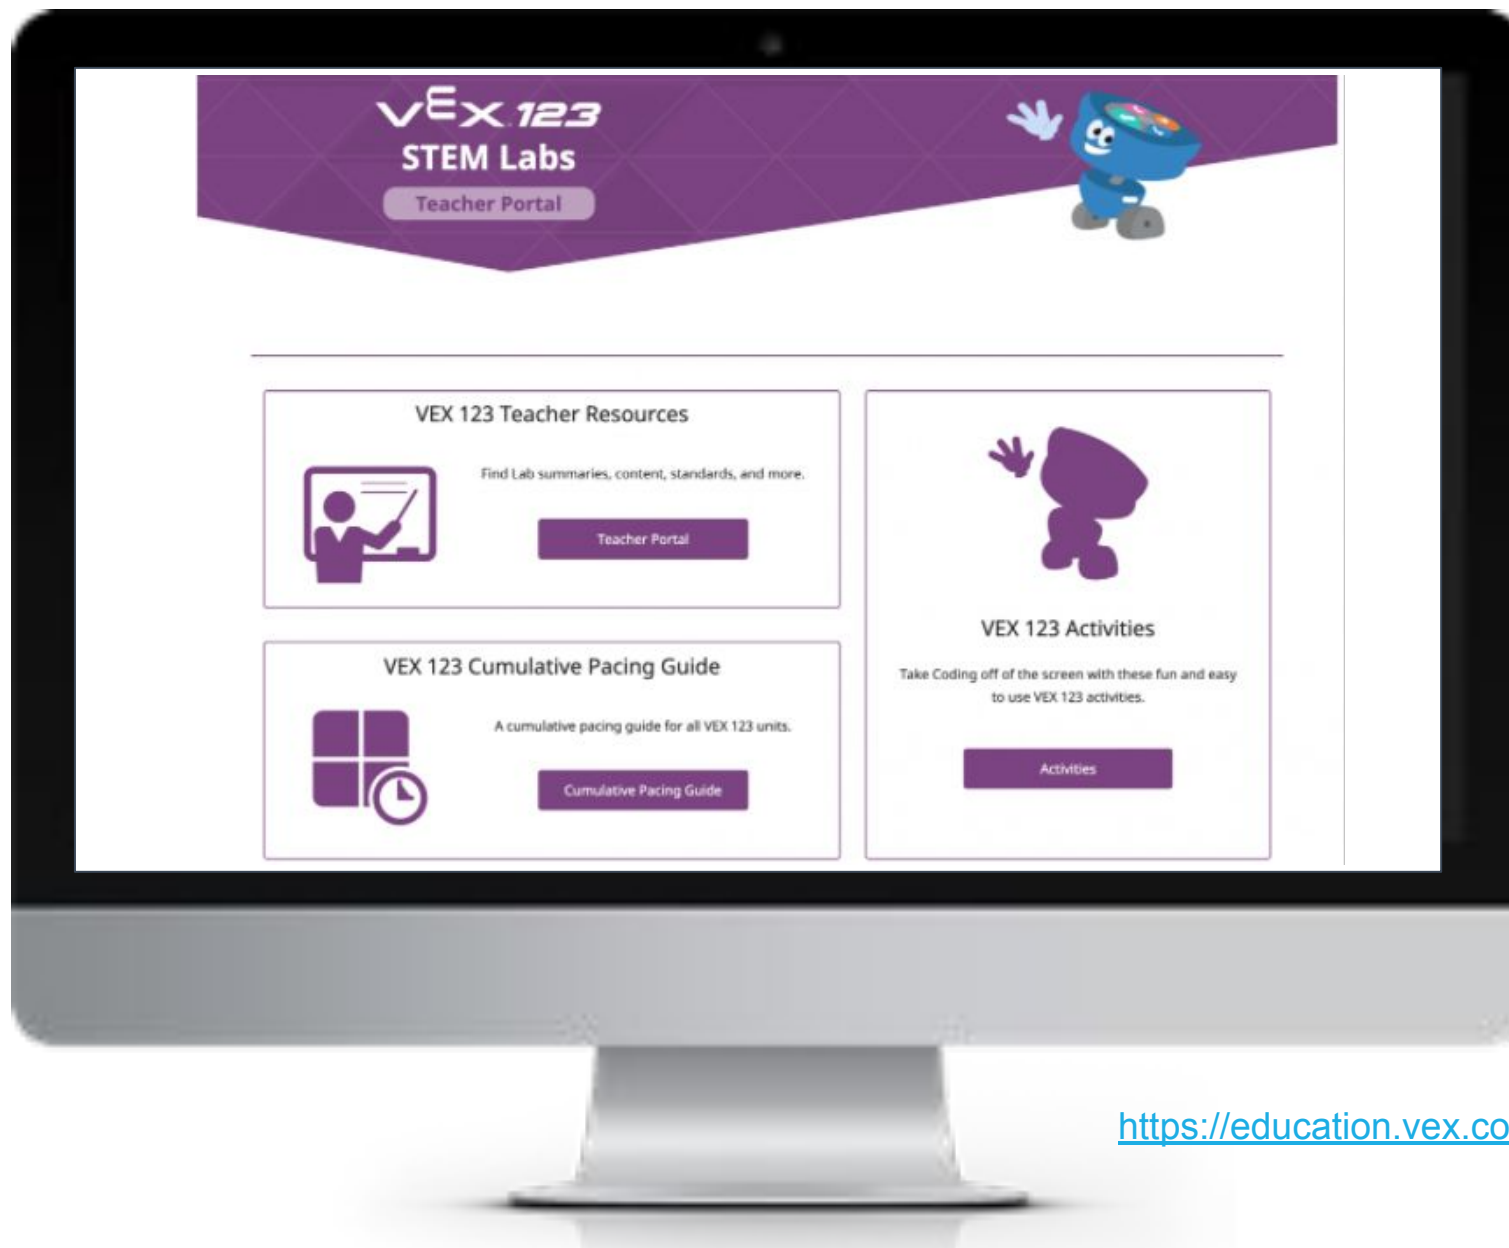 VEX 123
STEM Labs
Teacher Portal
VEX 123 Teacher Resources
Find Lab summaries, content, standards, and more.
Teacher Portal
VEX 123 Cumulative Pacing Guide
A cumulative pacing guide for all VEX 123 units.
Cumulative Pacing Guide
VEX 123 Activities
Take Coding off of the screen with these fun and easy
to use VEX 123 activities.
Activities
https://education.vex.co